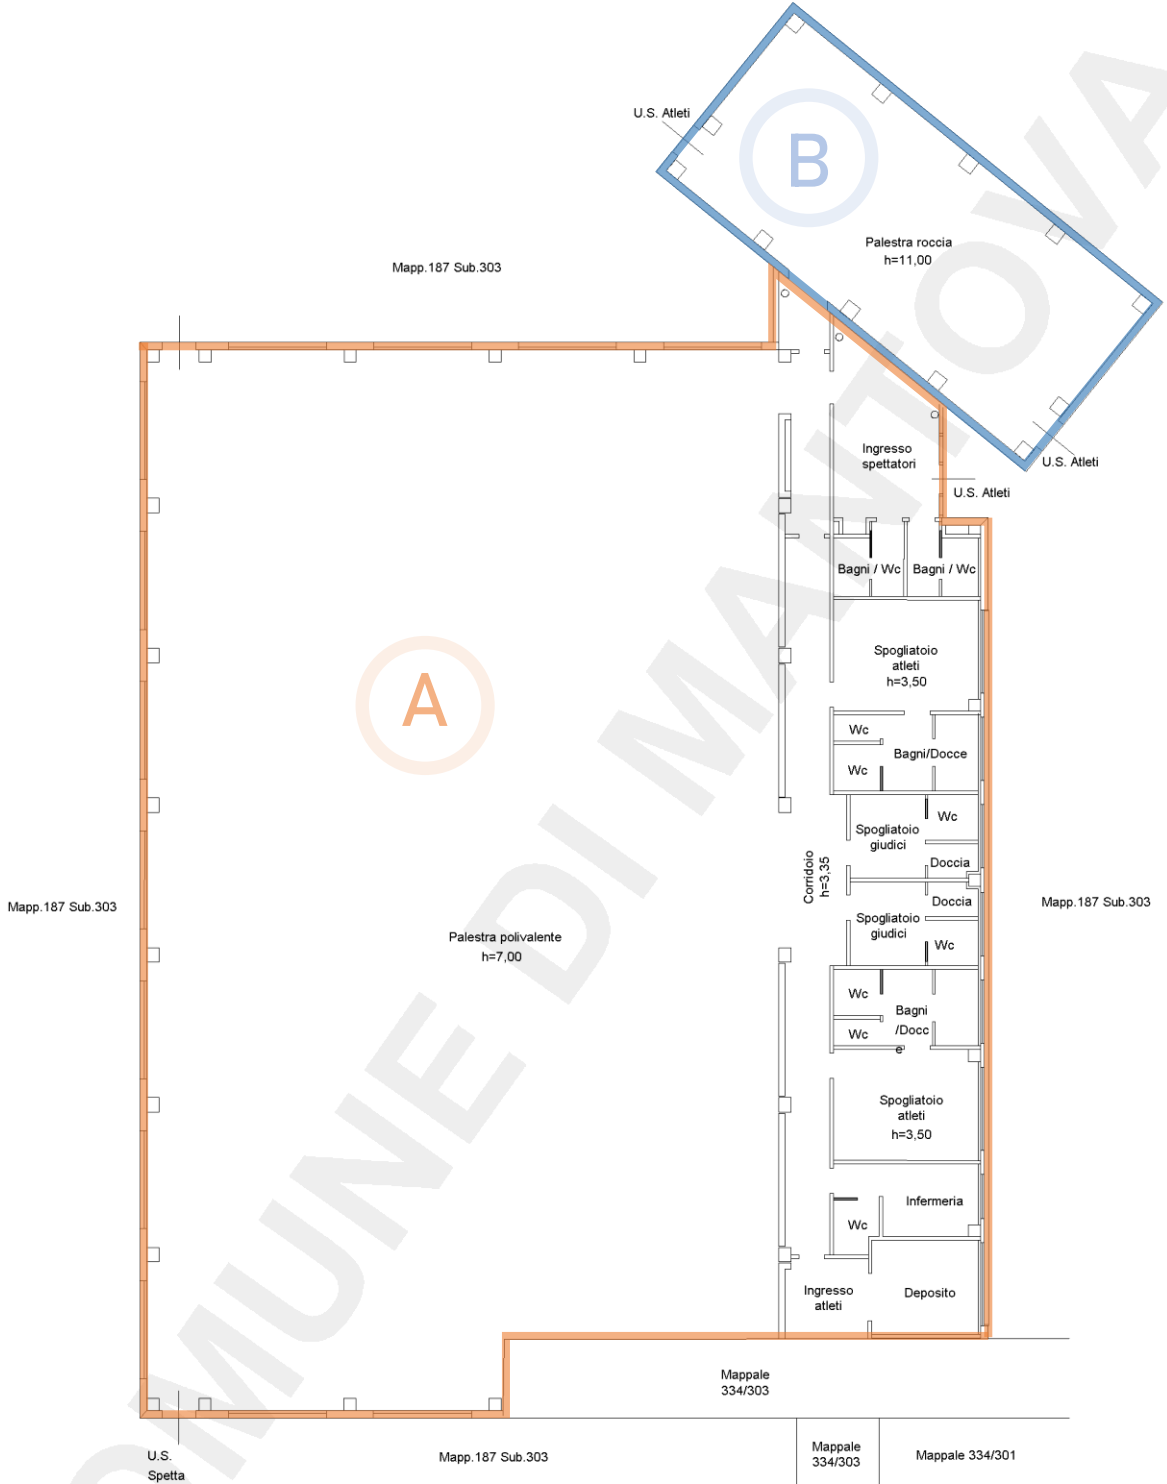 U.S. Atleti
B
Palestra roccia
h=11,00
Mapp.187 Sub.303
Ingresso
spettatori
U.S. Atleti
U.S. Atleti
Bagni / Wc
Bagni / Wc
Spogliatoio
atleti
h=3,50
A
Wc
Bagni/Docce
Wc
Spogliatoio
giudici
Wc
Doccia
Corridoio
h=3,35
Doccia
Spogliatoio
giudici
Wc
Mapp.187 Sub.303
Mapp.187 Sub.303
Palestra polivalente
h=7,00
Wc
Bagni
/Docc
e
Wc
Spogliatoio
atleti
h=3,50
Infermeria
Wc
Ingresso
atleti
Deposito
Mappale
334/303
U.S.
Spetta
Mapp.187 Sub.303
Mappale
334/303
Mappale 334/301
OMUNE DI MANTOVA